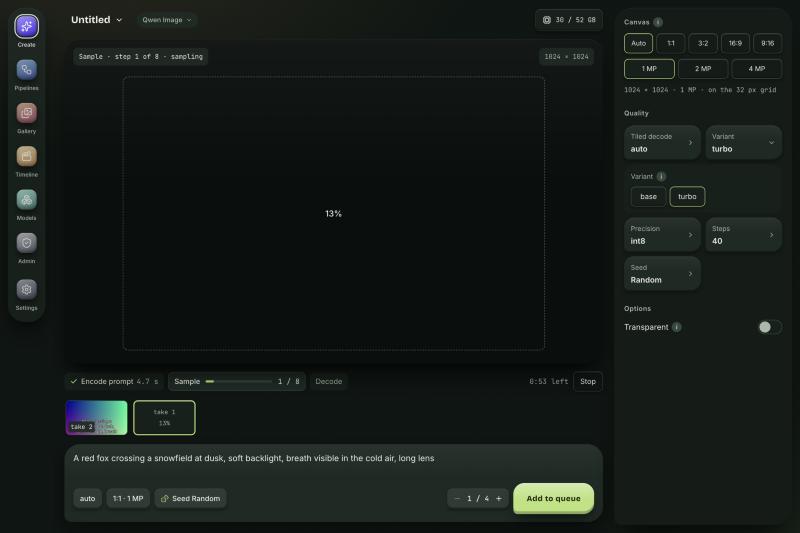 Untitled
Qwen Image
30 / 52 GB
Create
Pipelines
Gallery
Timeline
Models
Admin
Settings
Sample · step 1 of 8 · sampling
1024 × 1024
13%
Encode prompt 4.7 s
Sample
1 / 8
Decode
0:53 left
Stop
take 2
take 1
13%
A red fox crossing a snowfield at dusk, soft backlight, breath visible in the cold air, long lens
auto
1:1 · 1 MP
Seed Random
− 1 / 4 +
Add to queue
Canvas i
Auto
1:1
3:2
16:9
9:16
1 MP
2 MP
4 MP
1024 × 1024 · 1 MP · on the 32 px grid
Quality
Tiled decode
auto
Variant
turbo
Variant i
base
turbo
Precision
int8
Steps
40
Seed
Random
Options
Transparent i